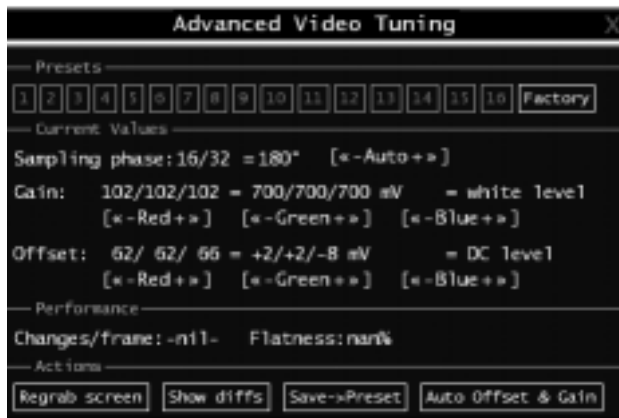 Advanced Video Tuning X
Presets
1 2 3 4 5 6 7 8 9 10 11 12 13 14 15 16 Factory
Current Values
Sampling phase: 16/32 = 180° [«-Auto+»]
Gain: 102/102/102 = 700/700/700 mV = white level
[«-Red+»] [«-Green+»] [«-Blue+»]
Offset: 62/ 62/ 66 = +2/+2/-8 mV = DC level
[«-Red+»] [«-Green+»] [«-Blue+»]
Performance
Changes/frame: -nil- Flatness: nan%
Actions
Regrab screen Show diffs Save->Preset Auto Offset & Gain